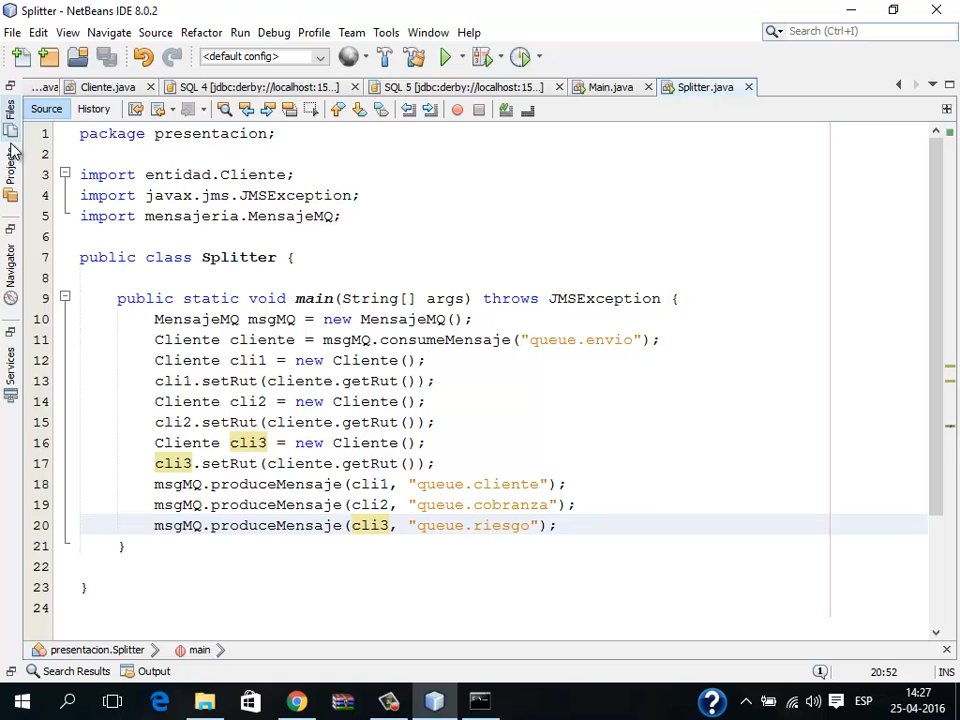 Splitter - NetBeans IDE 8.0.2
File Edit View Navigate Source Refactor Run Debug Profile Team Tools Window Help
<default config>
Search (Ctrl+I)
...ava Cliente.java SQL 4 [jdbc:derby://localhost:15...] SQL 5 [jdbc:derby://localhost:15...] Main.java Splitter.java
Source History
Files
Projects
Navigator
Services
1 package presentacion;
2
3 import entidad.Cliente;
4 import javax.jms.JMSException;
5 import mensajeria.MensajeMQ;
6
7 public class Splitter {
8
9 public static void main(String[] args) throws JMSException {
10 MensajeMQ msgMQ = new MensajeMQ();
11 Cliente cliente = msgMQ.consumeMensaje("queue.envio");
12 Cliente cli1 = new Cliente();
13 cli1.setRut(cliente.getRut());
14 Cliente cli2 = new Cliente();
15 cli2.setRut(cliente.getRut());
16 Cliente cli3 = new Cliente();
17 cli3.setRut(cliente.getRut());
18 msgMQ.produceMensaje(cli1, "queue.cliente");
19 msgMQ.produceMensaje(cli2, "queue.cobranza");
20 msgMQ.produceMensaje(cli3, "queue.riesgo");
21 }
22
23 }
24
presentacion.Splitter main
Search Results Output
1 20:52 INS
ESP
14:27
25-04-2016